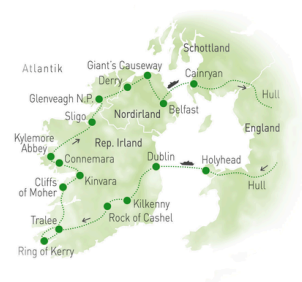 Schottland
Giant's Causeway
Atlantik
Derry
Cairnryan
Glenveagh N.P.
Hull
Belfast
Sligo
Nordirland
England
Kylemore
Abbey
Rep. Irland
Connemara
Dublin
Holyhead
Cliffs
of Moher
Kinvara
Hull
Kilkenny
Tralee
Rock of Cashel
Ring of Kerry